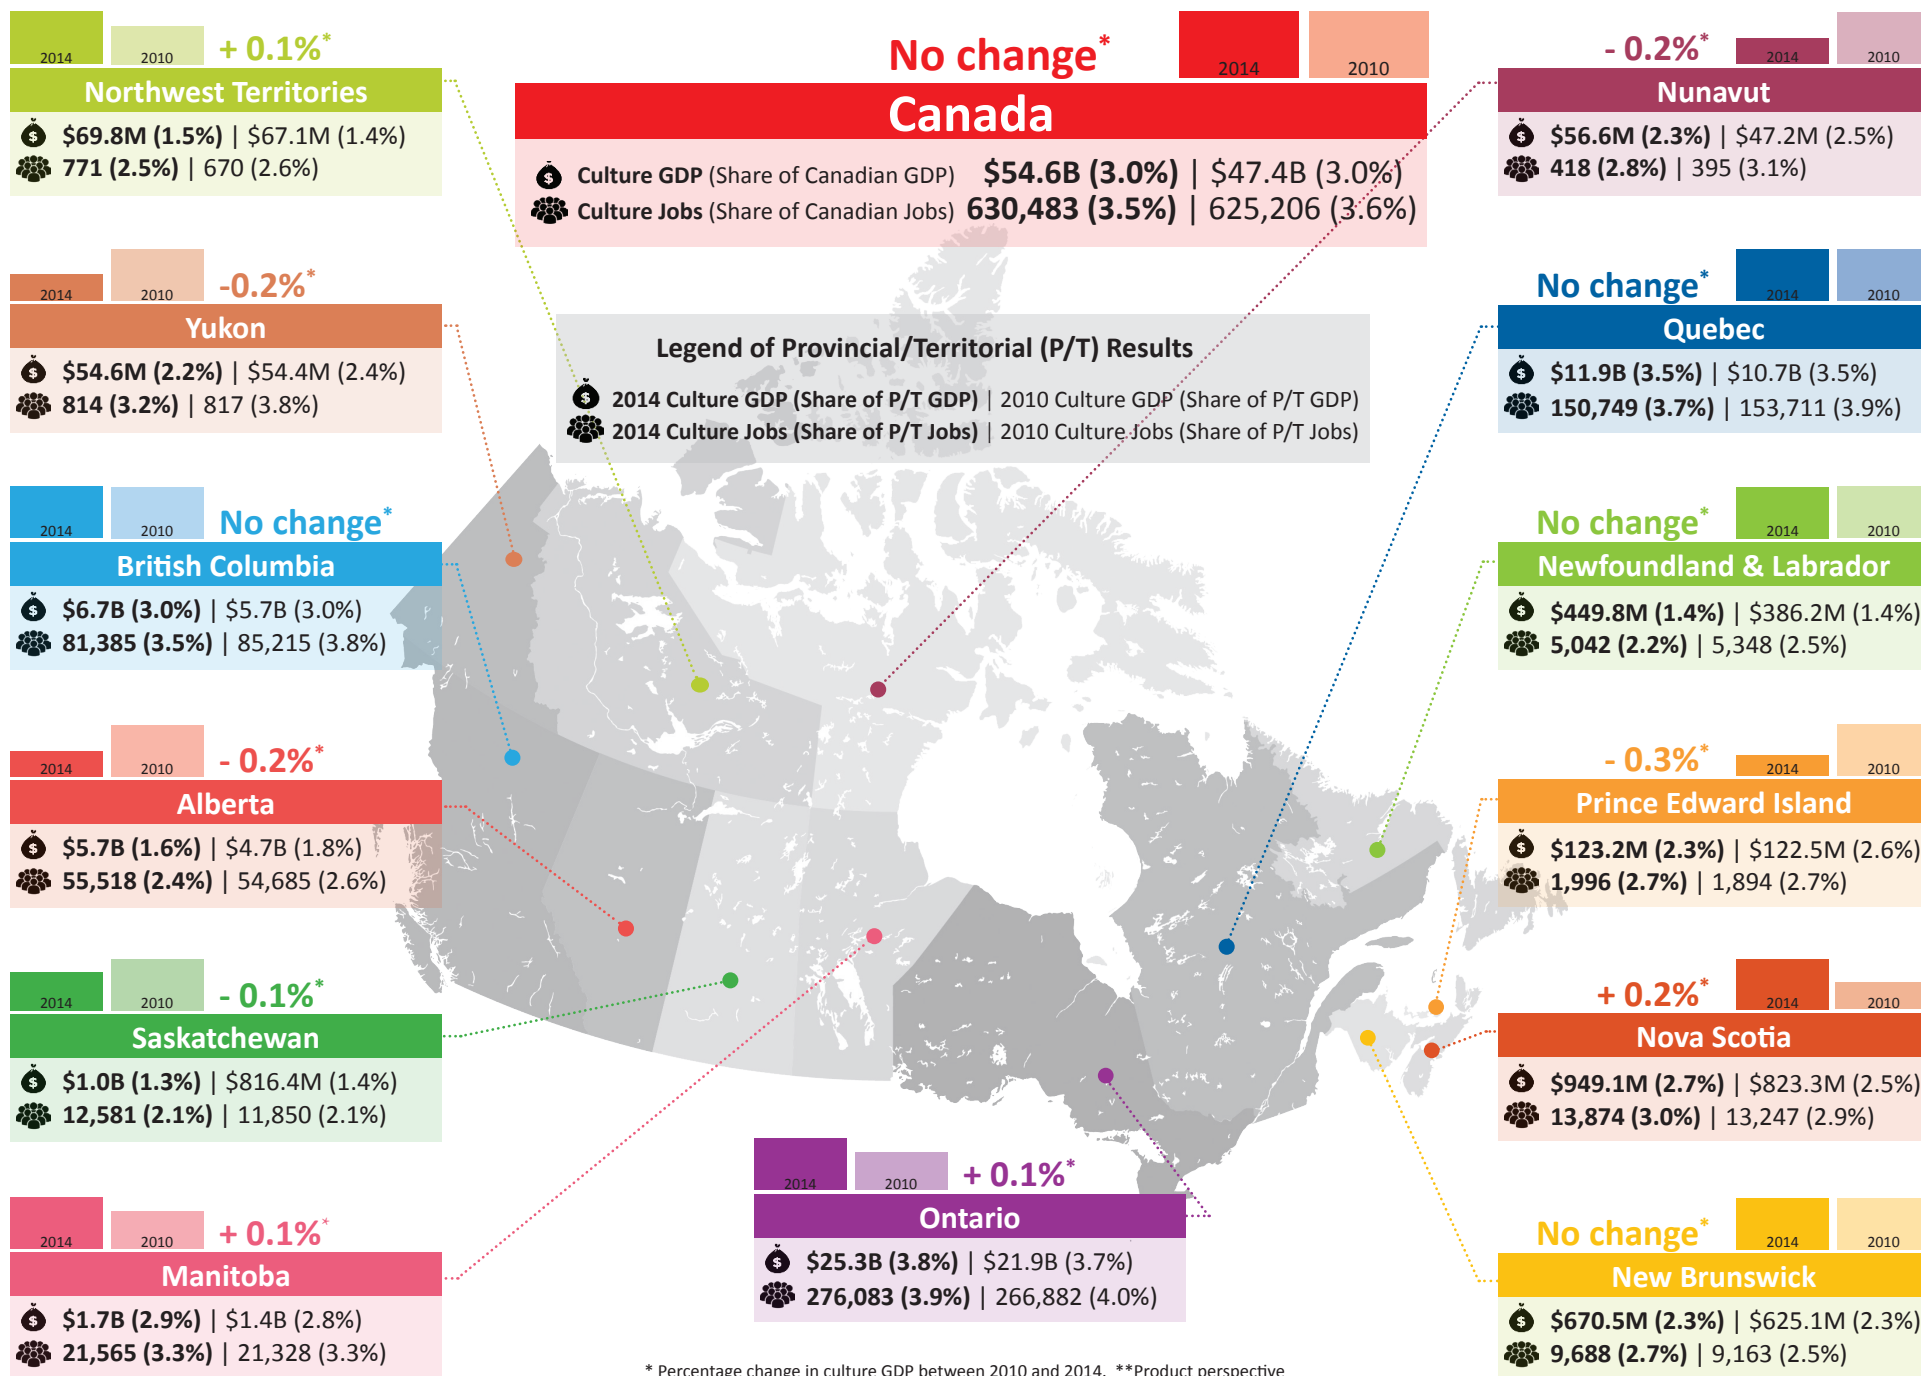 2014 2010 + 0.1%*
Northwest Territories
$69.8M (1.5%) | $67.1M (1.4%)
771 (2.5%) | 670 (2.6%)
No change* 2014 2010
Canada
Culture GDP (Share of Canadian GDP) $54.6B (3.0%) | $47.4B (3.0%)
Culture Jobs (Share of Canadian Jobs) 630,483 (3.5%) | 625,206 (3.6%)
- 0.2%* 2014 2010
Nunavut
$56.6M (2.3%) | $47.2M (2.5%)
418 (2.8%) | 395 (3.1%)
2014 2010 -0.2%*
Yukon
$54.6M (2.2%) | $54.4M (2.4%)
814 (3.2%) | 817 (3.8%)
Legend of Provincial/Territorial (P/T) Results
2014 Culture GDP (Share of P/T GDP) | 2010 Culture GDP (Share of P/T GDP)
2014 Culture Jobs (Share of P/T Jobs) | 2010 Culture Jobs (Share of P/T Jobs)
No change* 2014 2010
Quebec
$11.9B (3.5%) | $10.7B (3.5%)
150,749 (3.7%) | 153,711 (3.9%)
2014 2010 No change*
British Columbia
$6.7B (3.0%) | $5.7B (3.0%)
81,385 (3.5%) | 85,215 (3.8%)
No change* 2014 2010
Newfoundland & Labrador
$449.8M (1.4%) | $386.2M (1.4%)
5,042 (2.2%) | 5,348 (2.5%)
2014 2010 - 0.2%*
Alberta
$5.7B (1.6%) | $4.7B (1.8%)
55,518 (2.4%) | 54,685 (2.6%)
- 0.3%* 2014 2010
Prince Edward Island
$123.2M (2.3%) | $122.5M (2.6%)
1,996 (2.7%) | 1,894 (2.7%)
2014 2010 - 0.1%*
Saskatchewan
$1.0B (1.3%) | $816.4M (1.4%)
12,581 (2.1%) | 11,850 (2.1%)
+ 0.2%* 2014 2010
Nova Scotia
$949.1M (2.7%) | $823.3M (2.5%)
13,874 (3.0%) | 13,247 (2.9%)
2014 2010 + 0.1%*
Manitoba
$1.7B (2.9%) | $1.4B (2.8%)
21,565 (3.3%) | 21,328 (3.3%)
2014 2010 + 0.1%*
Ontario
$25.3B (3.8%) | $21.9B (3.7%)
276,083 (3.9%) | 266,882 (4.0%)
No change* 2014 2010
New Brunswick
$670.5M (2.3%) | $625.1M (2.3%)
9,688 (2.7%) | 9,163 (2.5%)
* Percentage change in culture GDP between 2010 and 2014. **Product perspective